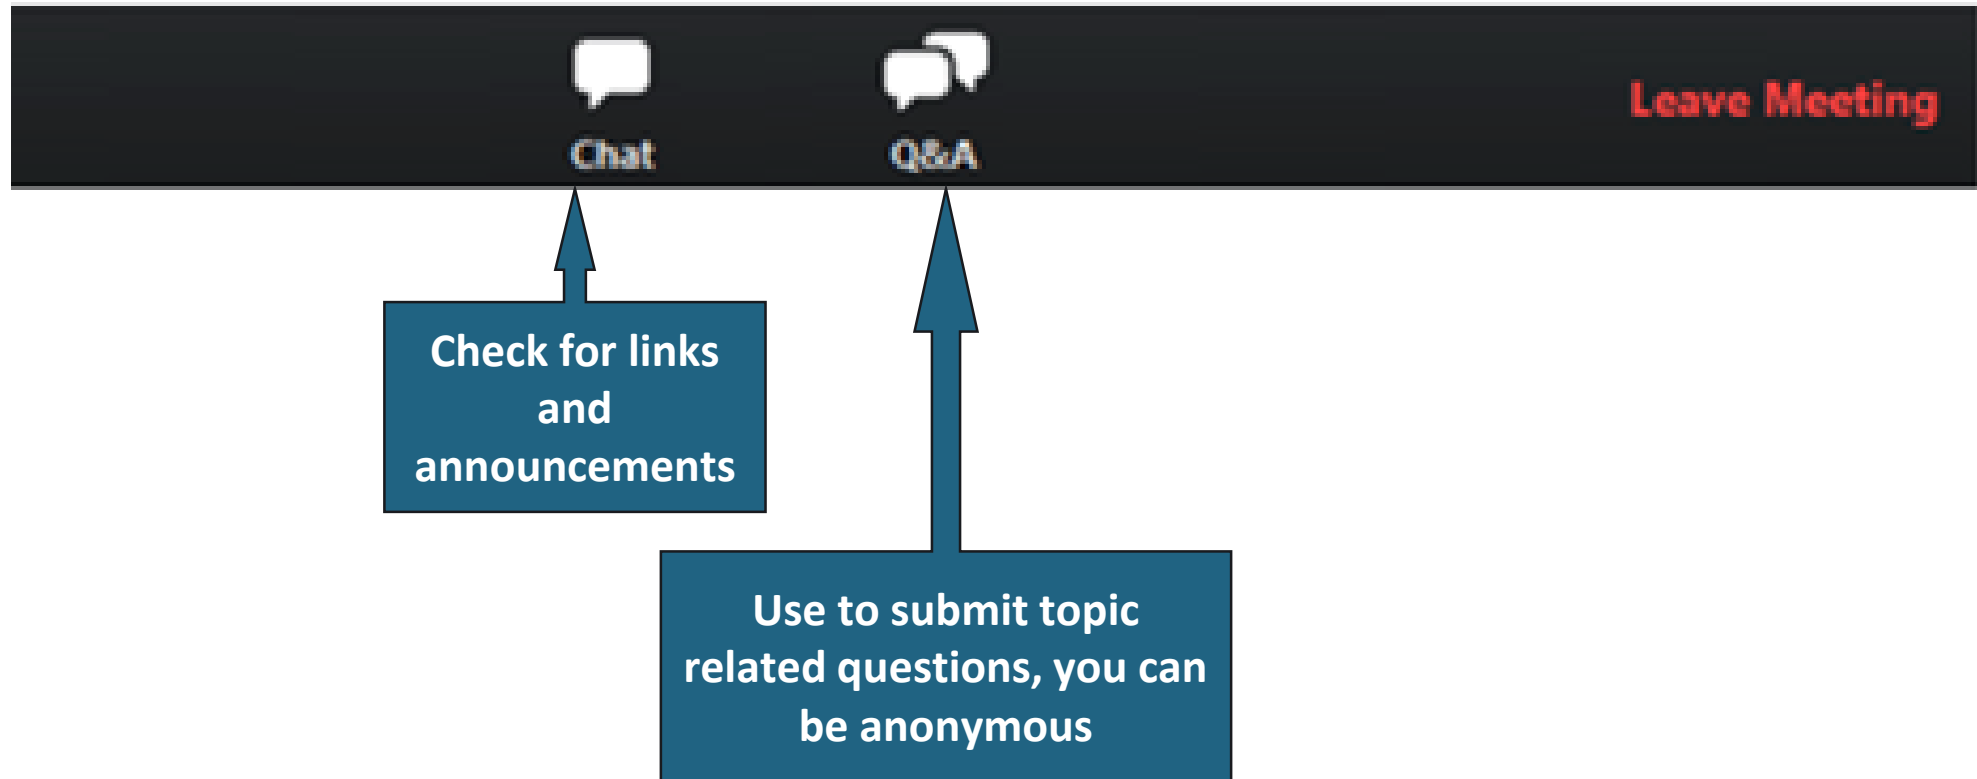 Chat
Q&A
Leave Meeting
Check for links
and
announcements
Use to submit topic
related questions, you can
be anonymous